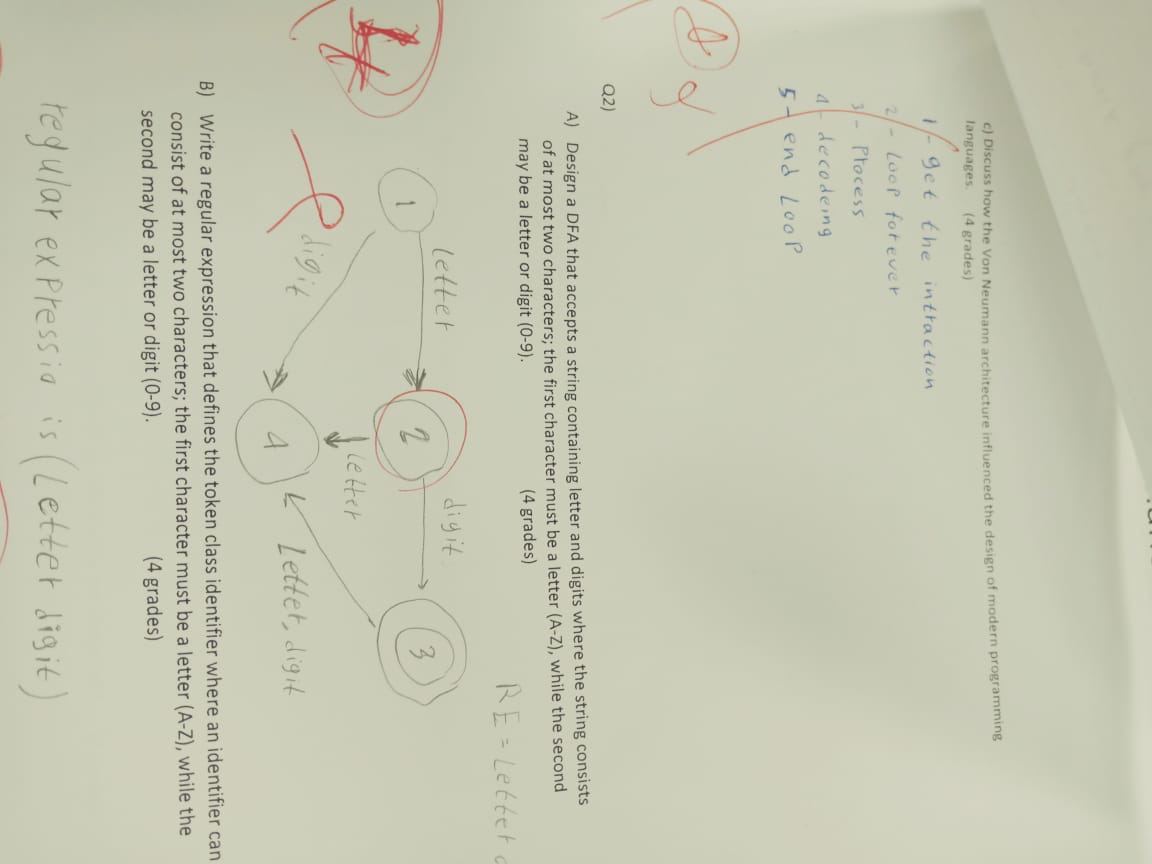 c) Discuss how the Von Neumann architecture influenced the design of modern programming
languages. (4 grades)
1- get the intraction
2- Loop forever
3- Process
4- decodeing
5- end Loop
Q2)
A) Design a DFA that accepts a string containing letter and digits where the string consists
of at most two characters; the first character must be a letter (A-Z), while the second
may be a letter or digit (0-9). (4 grades)
RE = Letter
letter
digit
1
2
3
letter
digit
4
Letter, digit
B) Write a regular expression that defines the token class identifier where an identifier can
consist of at most two characters; the first character must be a letter (A-Z), while the
second may be a letter or digit (0-9). (4 grades)
regular expressio is (Letter digit)